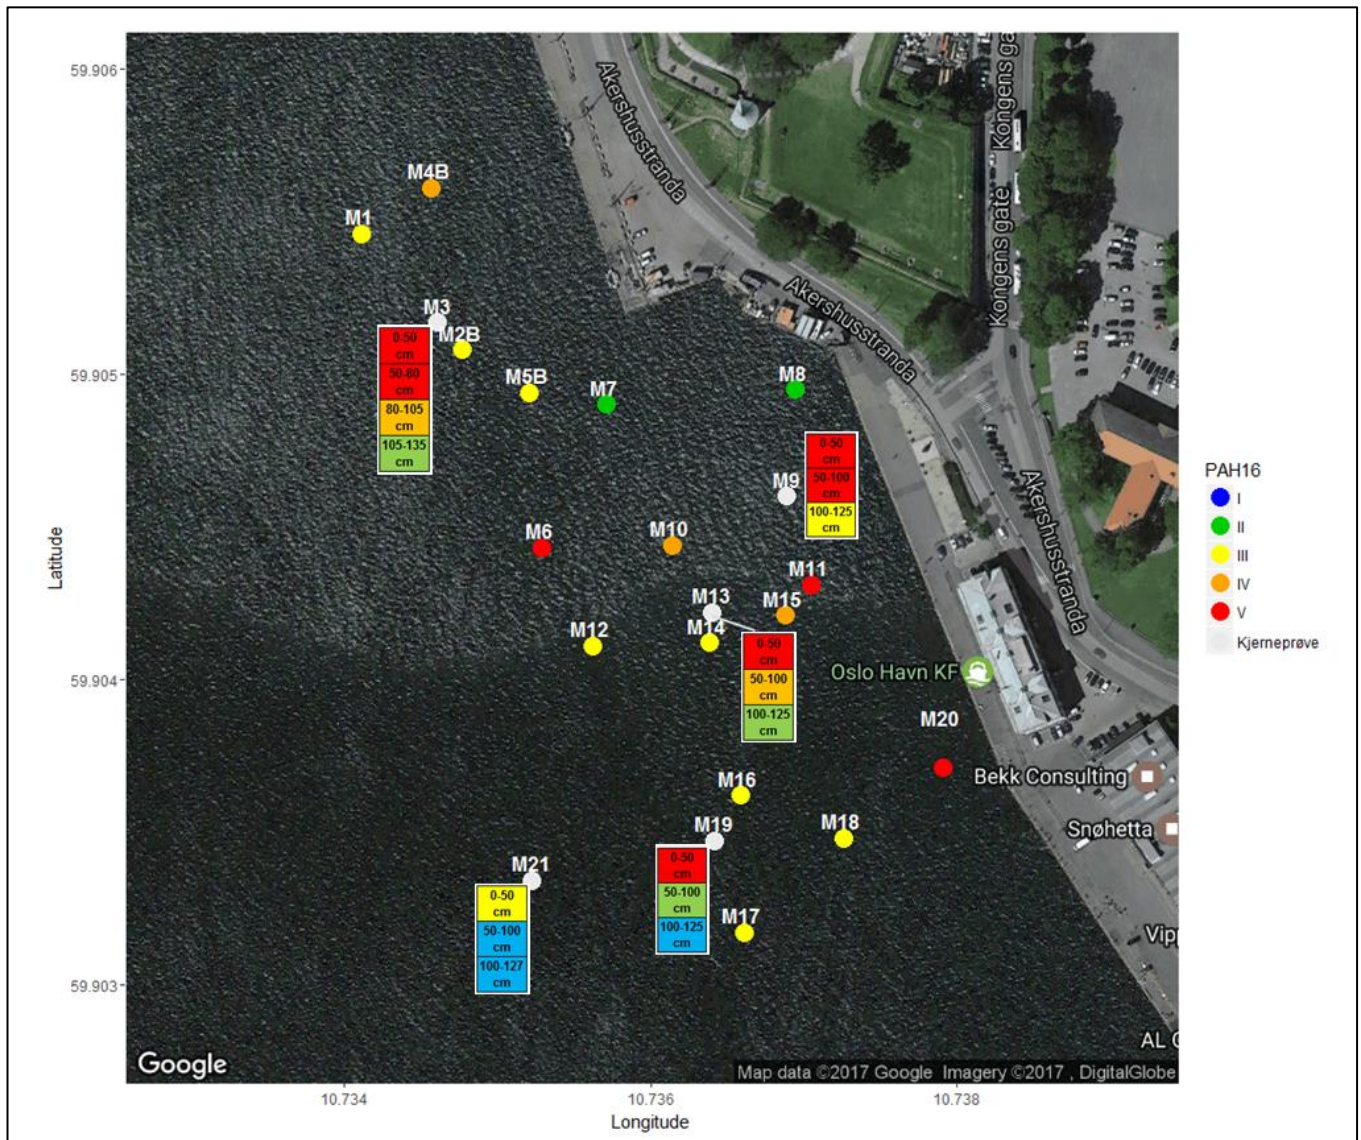 59.906
59.905
59.904
59.903
Latitude
10.734
10.736
10.738
Longitude
Akershusstranda
Kongens ga
Kongens gate
Akershusstranda
Akershusstranda
M4B
M1
M3
M2B
0-50
cm
50-80
cm
80-105
cm
105-135
cm
M5B
M7
M8
M9
0-50
cm
50-100
cm
100-125
cm
M6
M10
M11
M13
M15
M12
M14
0-50
cm
50-100
cm
100-125
cm
Oslo Havn KF
M20
Bekk Consulting
Snøhetta
M16
M18
M19
0-50
cm
50-100
cm
100-125
cm
M21
0-50
cm
50-100
cm
100-127
cm
M17
Vip
AL
Google
Map data ©2017 Google Imagery ©2017 , DigitalGlobe
PAH16
I
II
III
IV
V
Kjerneprøve